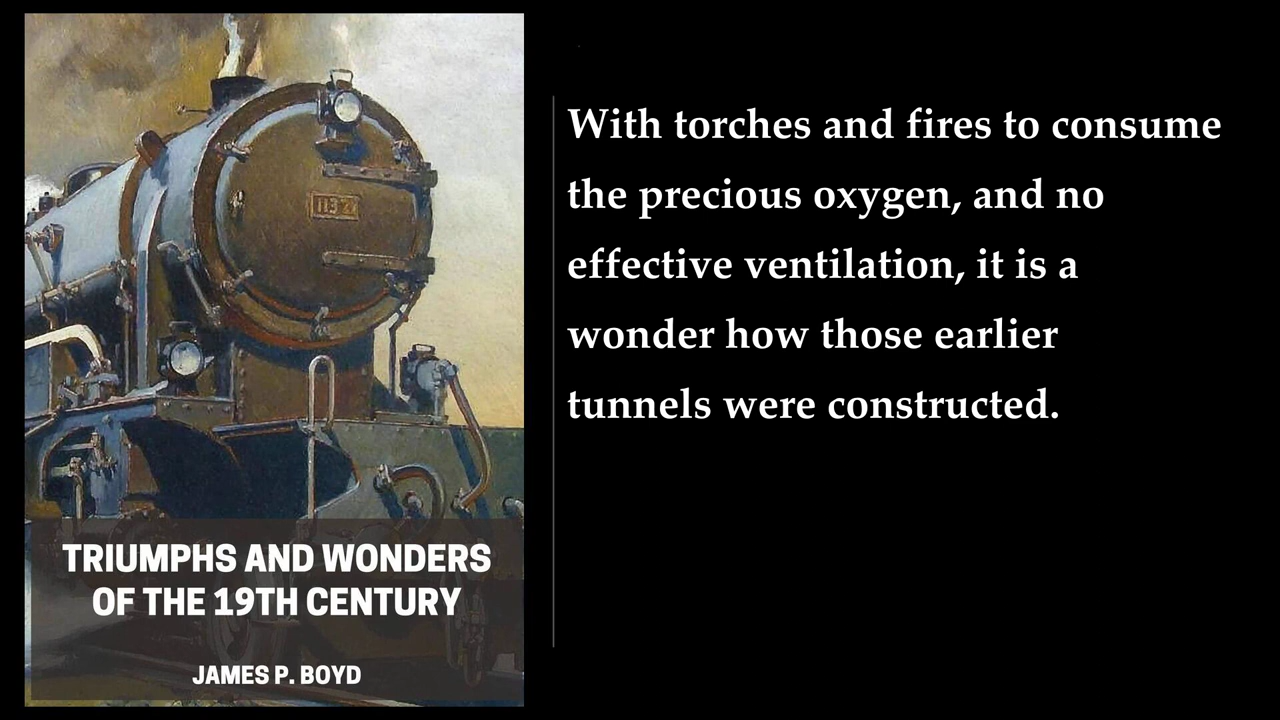 TRIUMPHS AND WONDERS
OF THE 19TH CENTURY
JAMES P. BOYD
With torches and fires to consume
the precious oxygen, and no
effective ventilation, it is a
wonder how those earlier
tunnels were constructed.